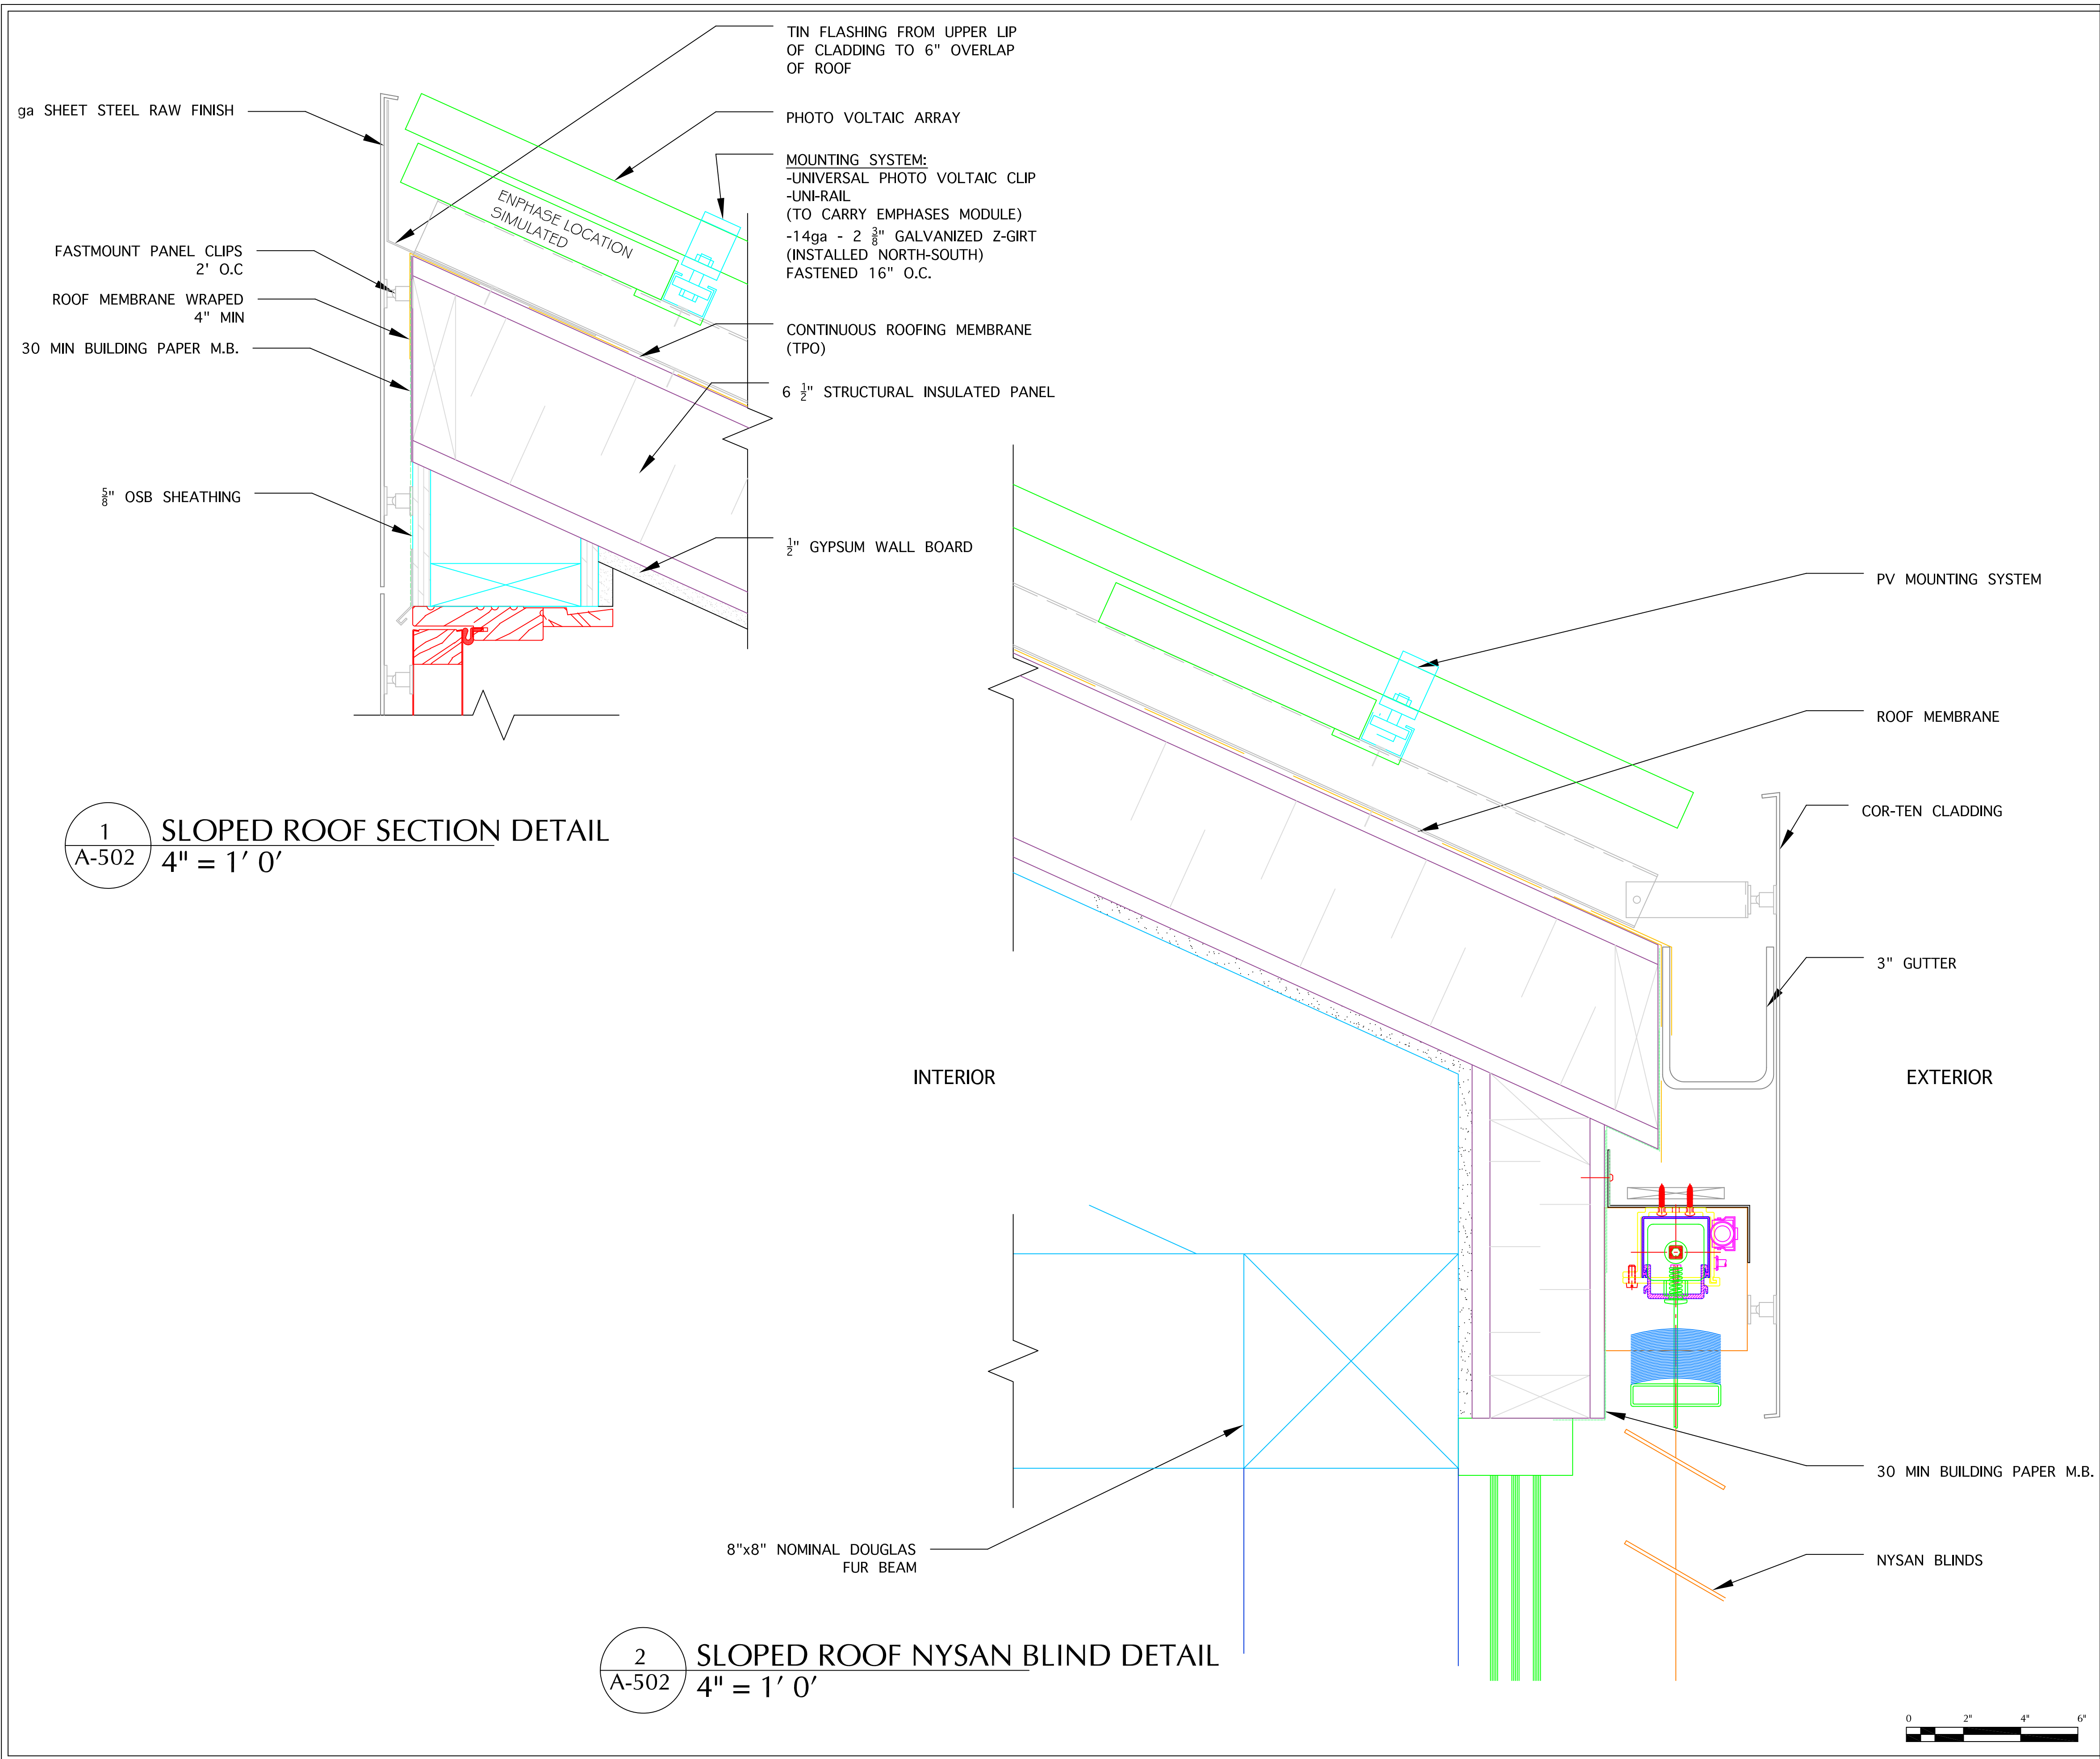 TIN FLASHING FROM UPPER LIP
OF CLADDING TO 6" OVERLAP
OF ROOF
ga SHEET STEEL RAW FINISH
PHOTO VOLTAIC ARRAY
MOUNTING SYSTEM:
-UNIVERSAL PHOTO VOLTAIC CLIP
-UNI-RAIL
(TO CARRY EMPHASES MODULE)
-14ga - 2 3/8" GALVANIZED Z-GIRT
(INSTALLED NORTH-SOUTH)
FASTENED 16" O.C.
ENPHASE LOCATION
SIMULATED
FASTMOUNT PANEL CLIPS
2' O.C
ROOF MEMBRANE WRAPED
4" MIN
30 MIN BUILDING PAPER M.B.
CONTINUOUS ROOFING MEMBRANE
(TPO)
6 1/2" STRUCTURAL INSULATED PANEL
5/8" OSB SHEATHING
1/2" GYPSUM WALL BOARD
1
A-502
SLOPED ROOF SECTION DETAIL
4" = 1' 0'
PV MOUNTING SYSTEM
ROOF MEMBRANE
COR-TEN CLADDING
3" GUTTER
INTERIOR
EXTERIOR
30 MIN BUILDING PAPER M.B.
8"x8" NOMINAL DOUGLAS
FUR BEAM
NYSAN BLINDS
2
A-502
SLOPED ROOF NYSAN BLIND DETAIL
4" = 1' 0'
0 2" 4" 6"